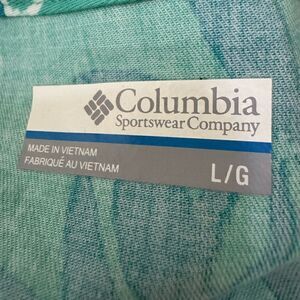 Columbia
Sportswear Company
MADE IN VIETNAM
FABRIQUÉ AU VIETNAM
L/G